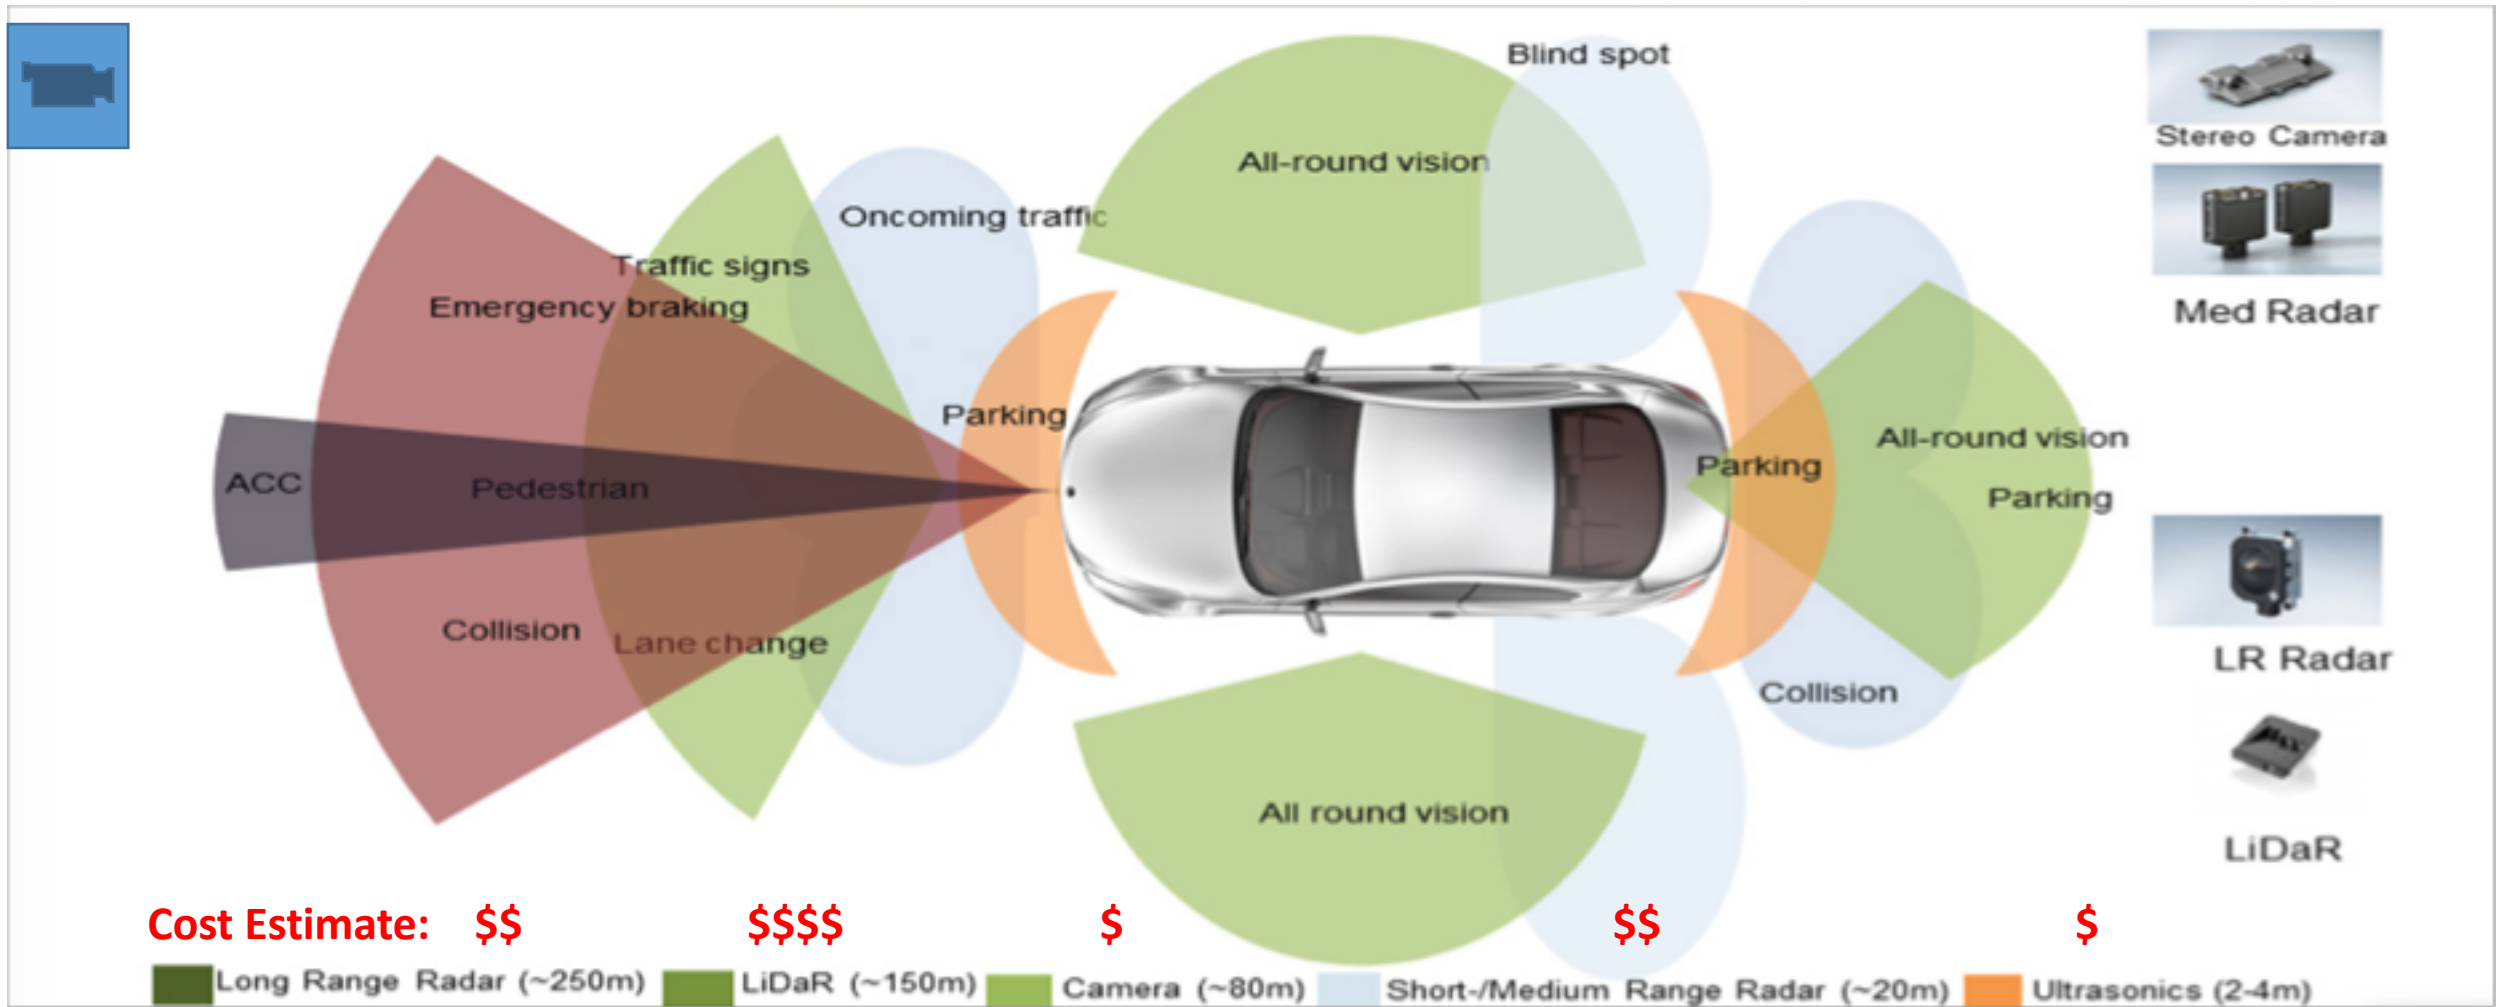 Blind spot
Stereo Camera
All-round vision
Oncoming traffic
Traffic signs
Emergency braking
Med Radar
Parking
All-round vision
Parking
ACC
Pedestrian
Parking
Collision
Lane change
LR Radar
Collision
All round vision
LiDaR
Cost Estimate: $$ $$$$ $ $$ $
Long Range Radar (~250m) LiDaR (~150m) Camera (~80m) Short-/Medium Range Radar (~20m) Ultrasonics (2-4m)